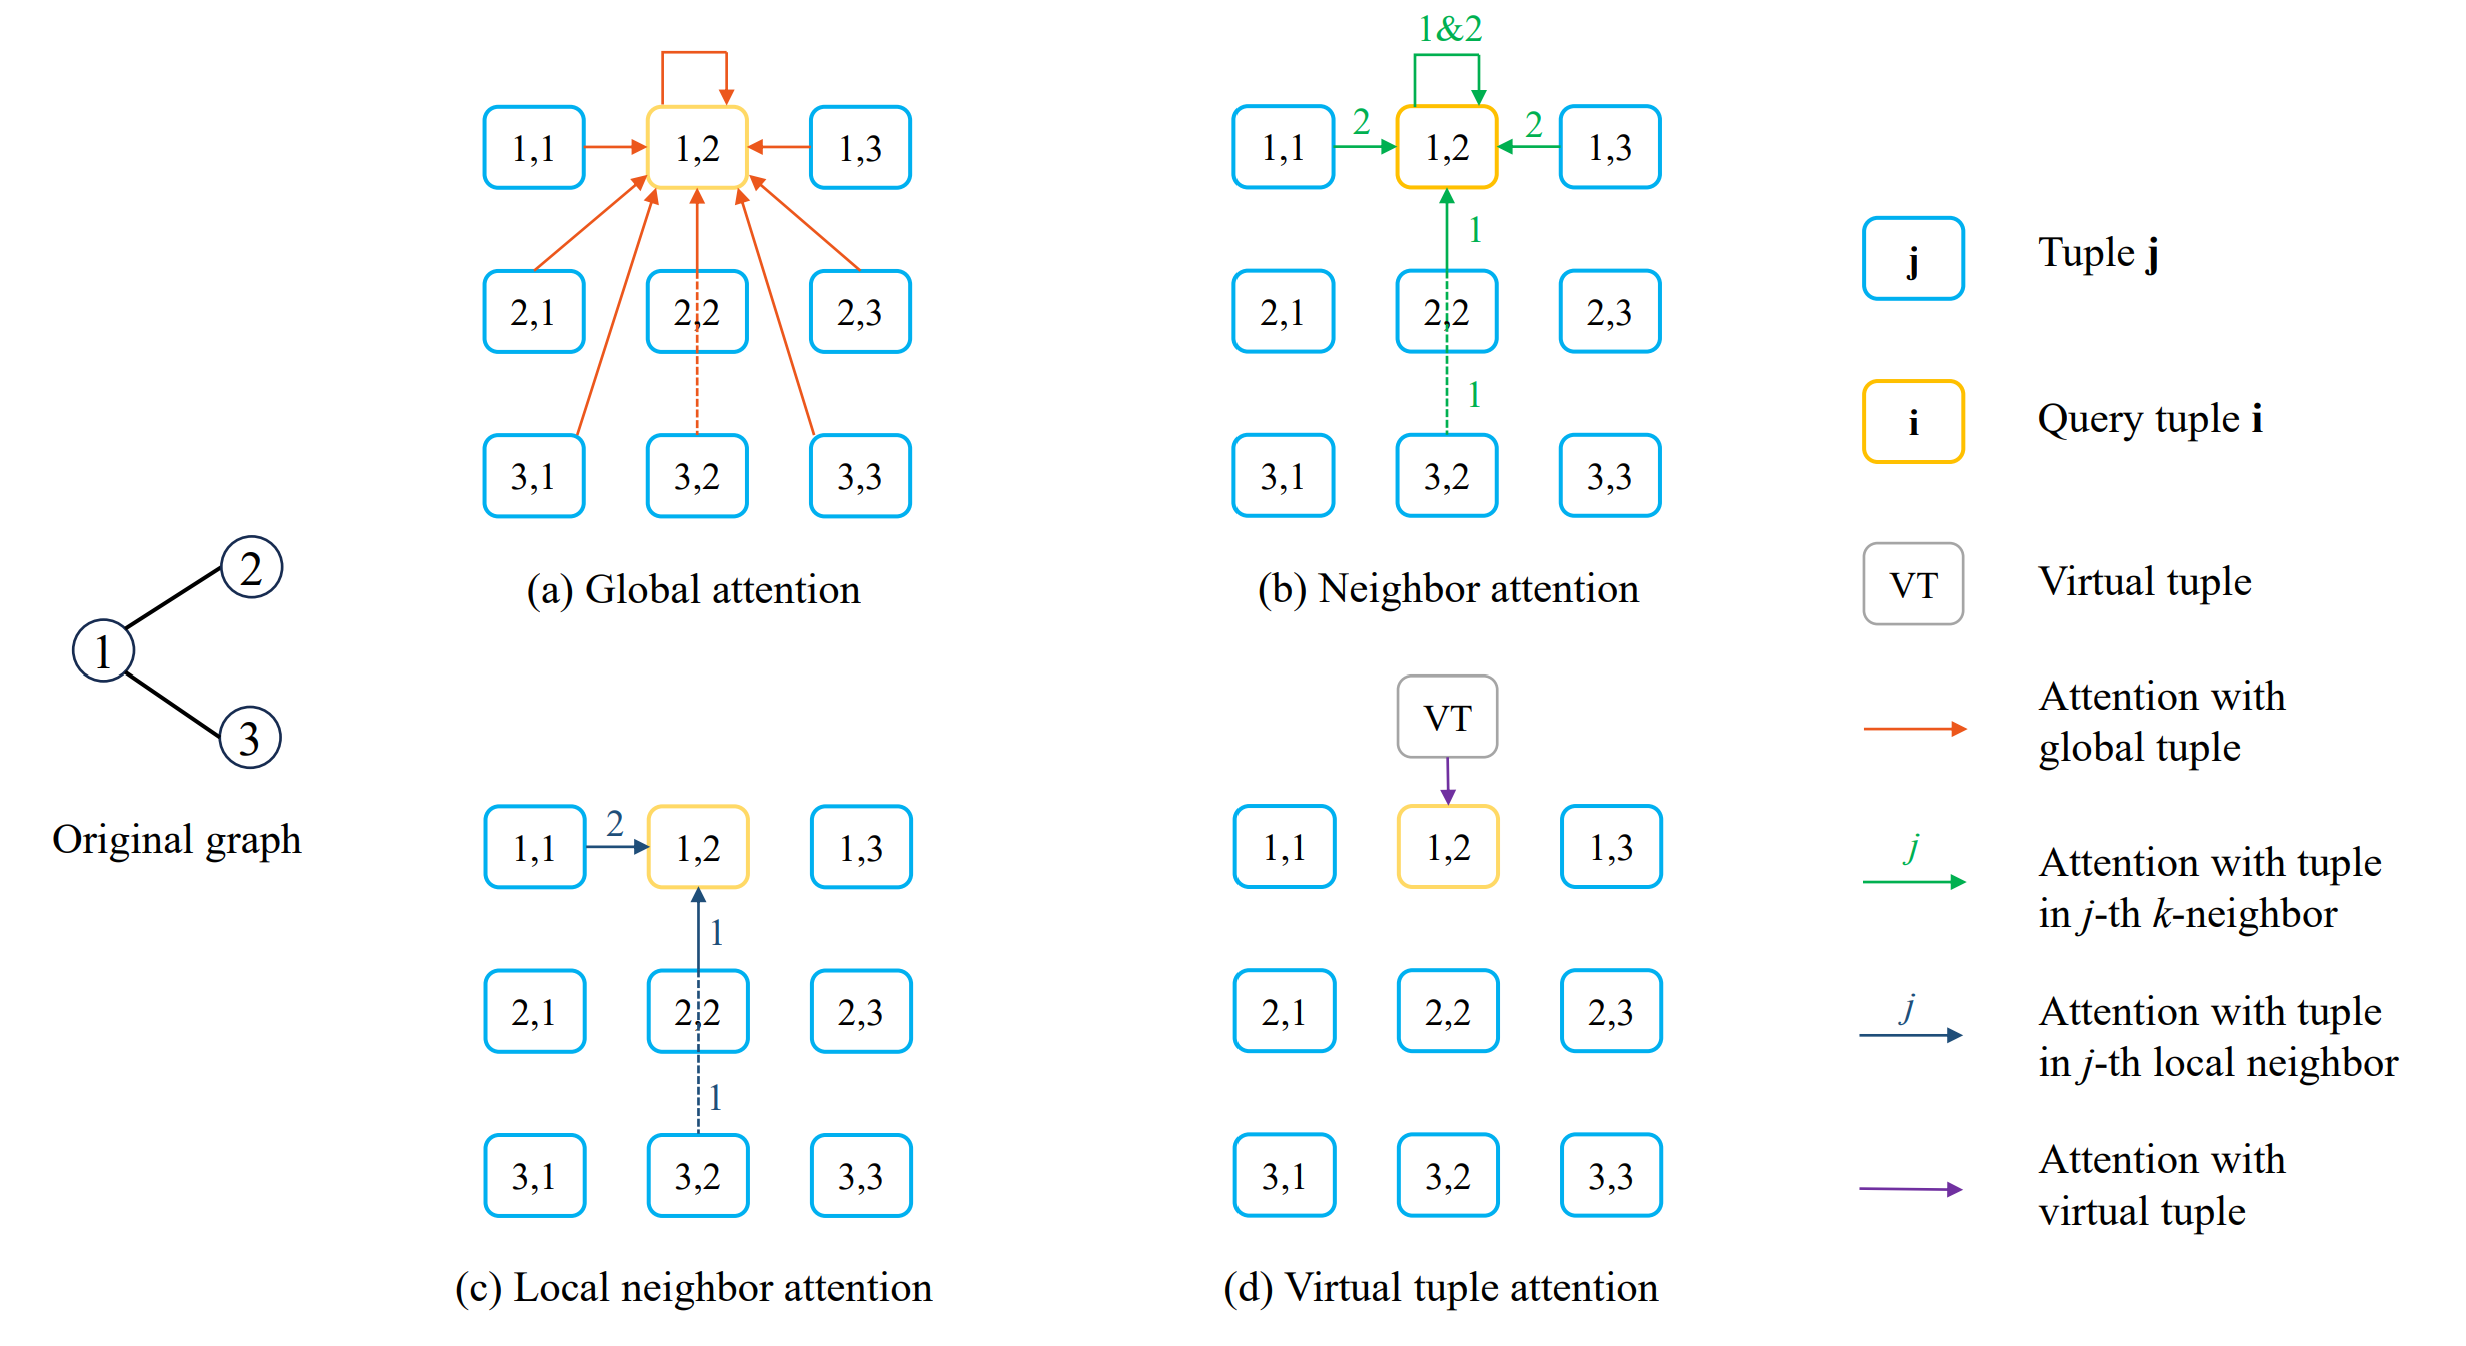 1
2
3
Original graph
1,1
1,2
1,3
2,1
2,2
2,3
3,1
3,2
3,3
(a) Global attention
1&2
1,1
2
1,2
2
1,3
1
2,1
2,2
2,3
1
3,1
3,2
3,3
(b) Neighbor attention
1,1
2
1,2
1,3
1
2,1
2,2
2,3
1
3,1
3,2
3,3
(c) Local neighbor attention
VT
1,1
1,2
1,3
2,1
2,2
2,3
3,1
3,2
3,3
(d) Virtual tuple attention
j
Tuple j
i
Query tuple i
VT
Virtual tuple
Attention with
global tuple
j
Attention with tuple
in j-th k-neighbor
j
Attention with tuple
in j-th local neighbor
Attention with
virtual tuple